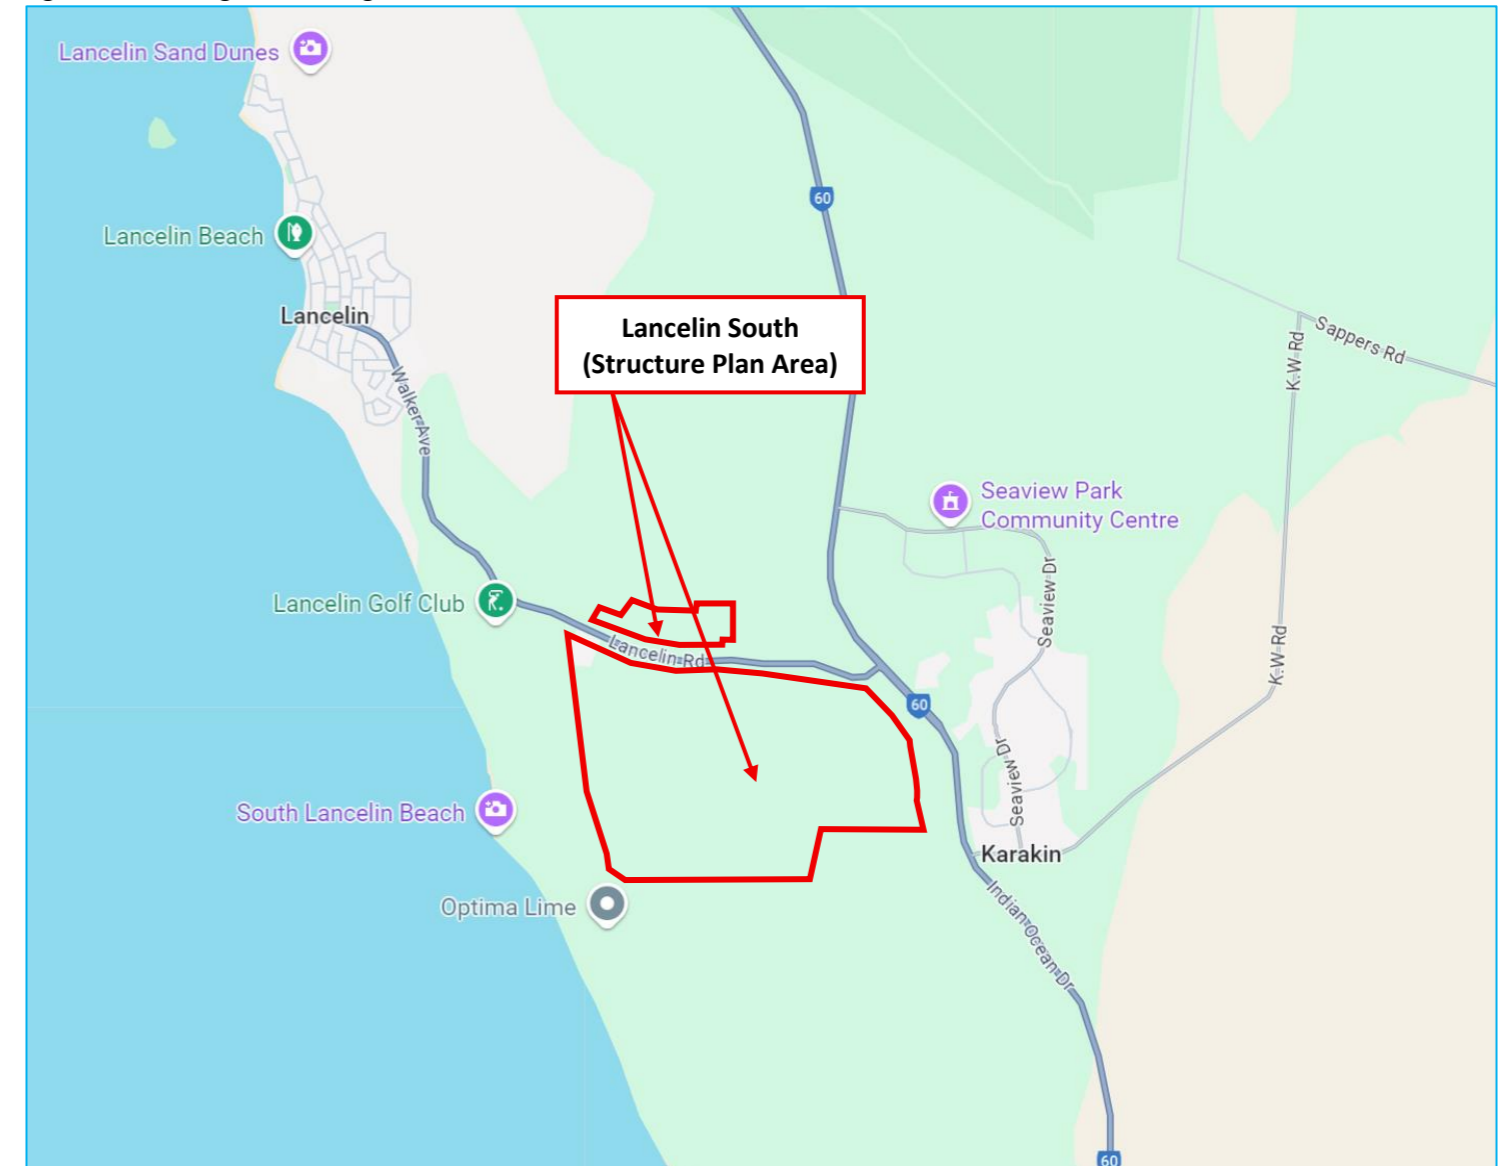 Lancelin Sand Dunes
60
Lancelin Beach
Lancelin
Lancelin South
(Structure Plan Area)
Sappers Rd
K W Rd
Walker Ave
Seaview Park
Community Centre
Seaview Dr
Lancelin Golf Club
Lancelin Rd
K W Rd
60
Seaview Dr
South Lancelin Beach
Karakin
Optima Lime
Indian Ocean Dr
60